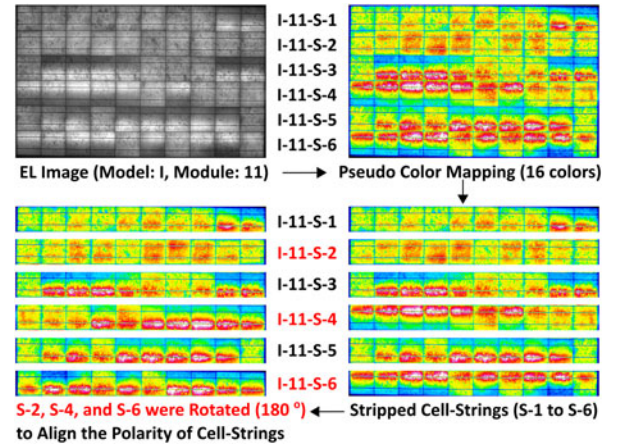 I-11-S-1
I-11-S-2
I-11-S-3
I-11-S-4
I-11-S-5
I-11-S-6
EL Image (Model: I, Module: 11)
Pseudo Color Mapping (16 colors)
I-11-S-1
I-11-S-2
I-11-S-3
I-11-S-4
I-11-S-5
I-11-S-6
S-2, S-4, and S-6 were Rotated (180 °)
to Align the Polarity of Cell-Strings
Stripped Cell-Strings (S-1 to S-6)